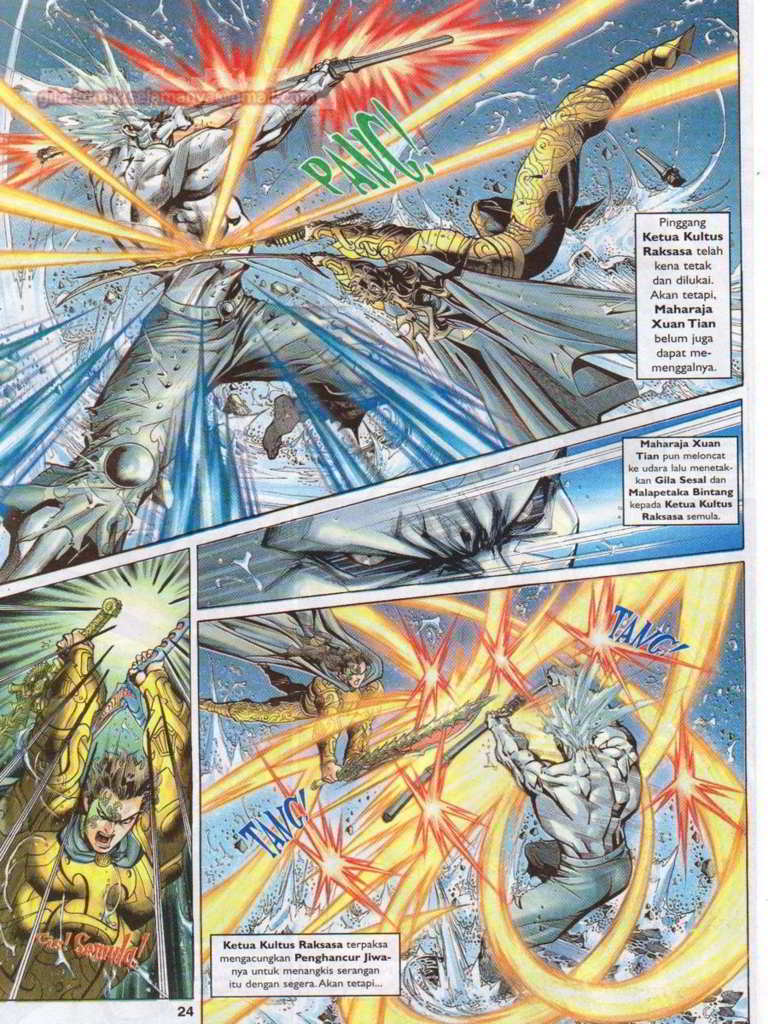 PANG!
Pinggang
Ketua Kultus
Raksasa telah
kena tetak
dan dilukai.
Akan tetapi,
Maharaja
Xuan Tian
belum juga
dapat me-
menggalnya.
Maharaja Xuan
Tian pun meloncat
ke udara lalu menetak-
kan Gila Sesal dan
Malapetaka Bintang
kepada Ketua Kultus
Raksasa semula.
TANG!
TANG!
Semula!
Ketua Kultus Raksasa terpaksa
mengacungkan Penghancur Jiwa-
nya untuk menangkis serangan
itu dengan segera. Akan tetapi...
24